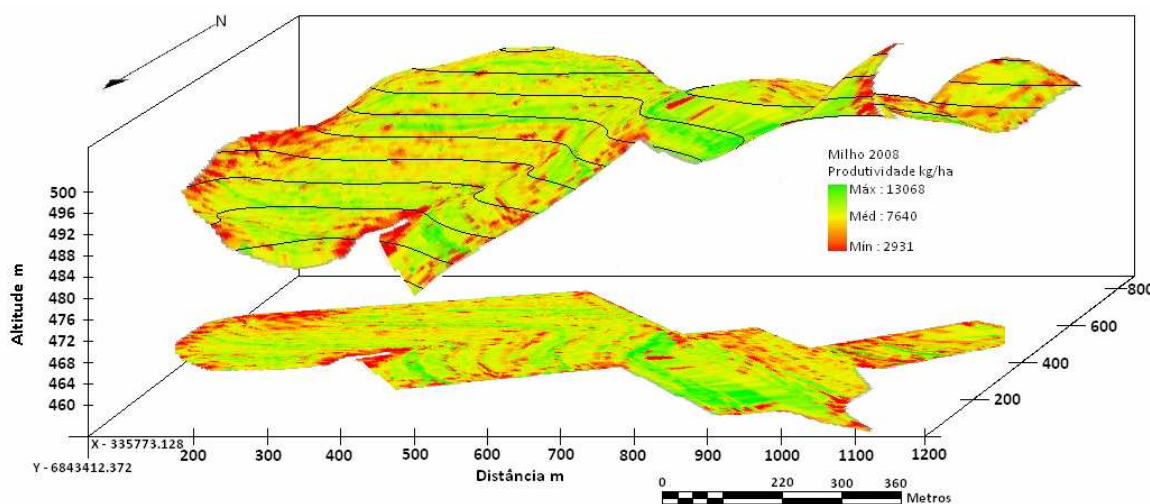 N
Milho 2008
Produtividade kg/ha
Máx : 13068
Méd : 7640
Mín : 2931
Altitude m
500
496
492
488
484
480
476
472
468
464
460
800
600
400
200
X - 335773.128
Y - 6843412.372
200 300 400 500 600 700 800 900 1000 1100 1200
Distância m
0 220 300 360
Metros